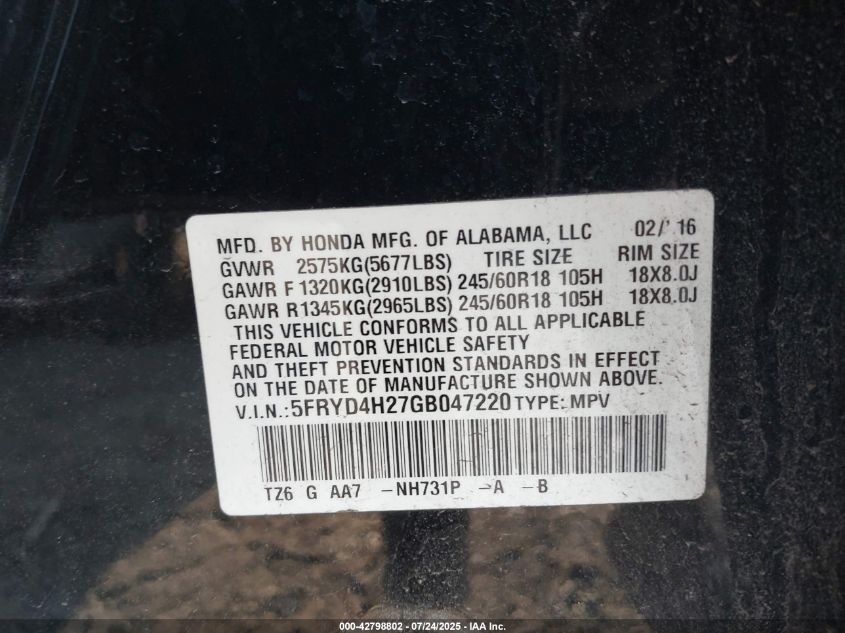 MFD. BY HONDA MFG. OF ALABAMA, LLC 02/'16
GVWR 2575KG(5677LBS) TIRE SIZE RIM SIZE
GAWR F 1320KG(2910LBS) 245/60R18 105H 18X8.0J
GAWR R 1345KG(2965LBS) 245/60R18 105H 18X8.0J
THIS VEHICLE CONFORMS TO ALL APPLICABLE
FEDERAL MOTOR VEHICLE SAFETY
AND THEFT PREVENTION STANDARDS IN EFFECT
ON THE DATE OF MANUFACTURE SHOWN ABOVE.
V.I.N.:5FRYD4H27GB047220 TYPE: MPV
TZ6 G AA7 -NH731P -A -B
000-42798802 - 07/24/2025 - IAA Inc.